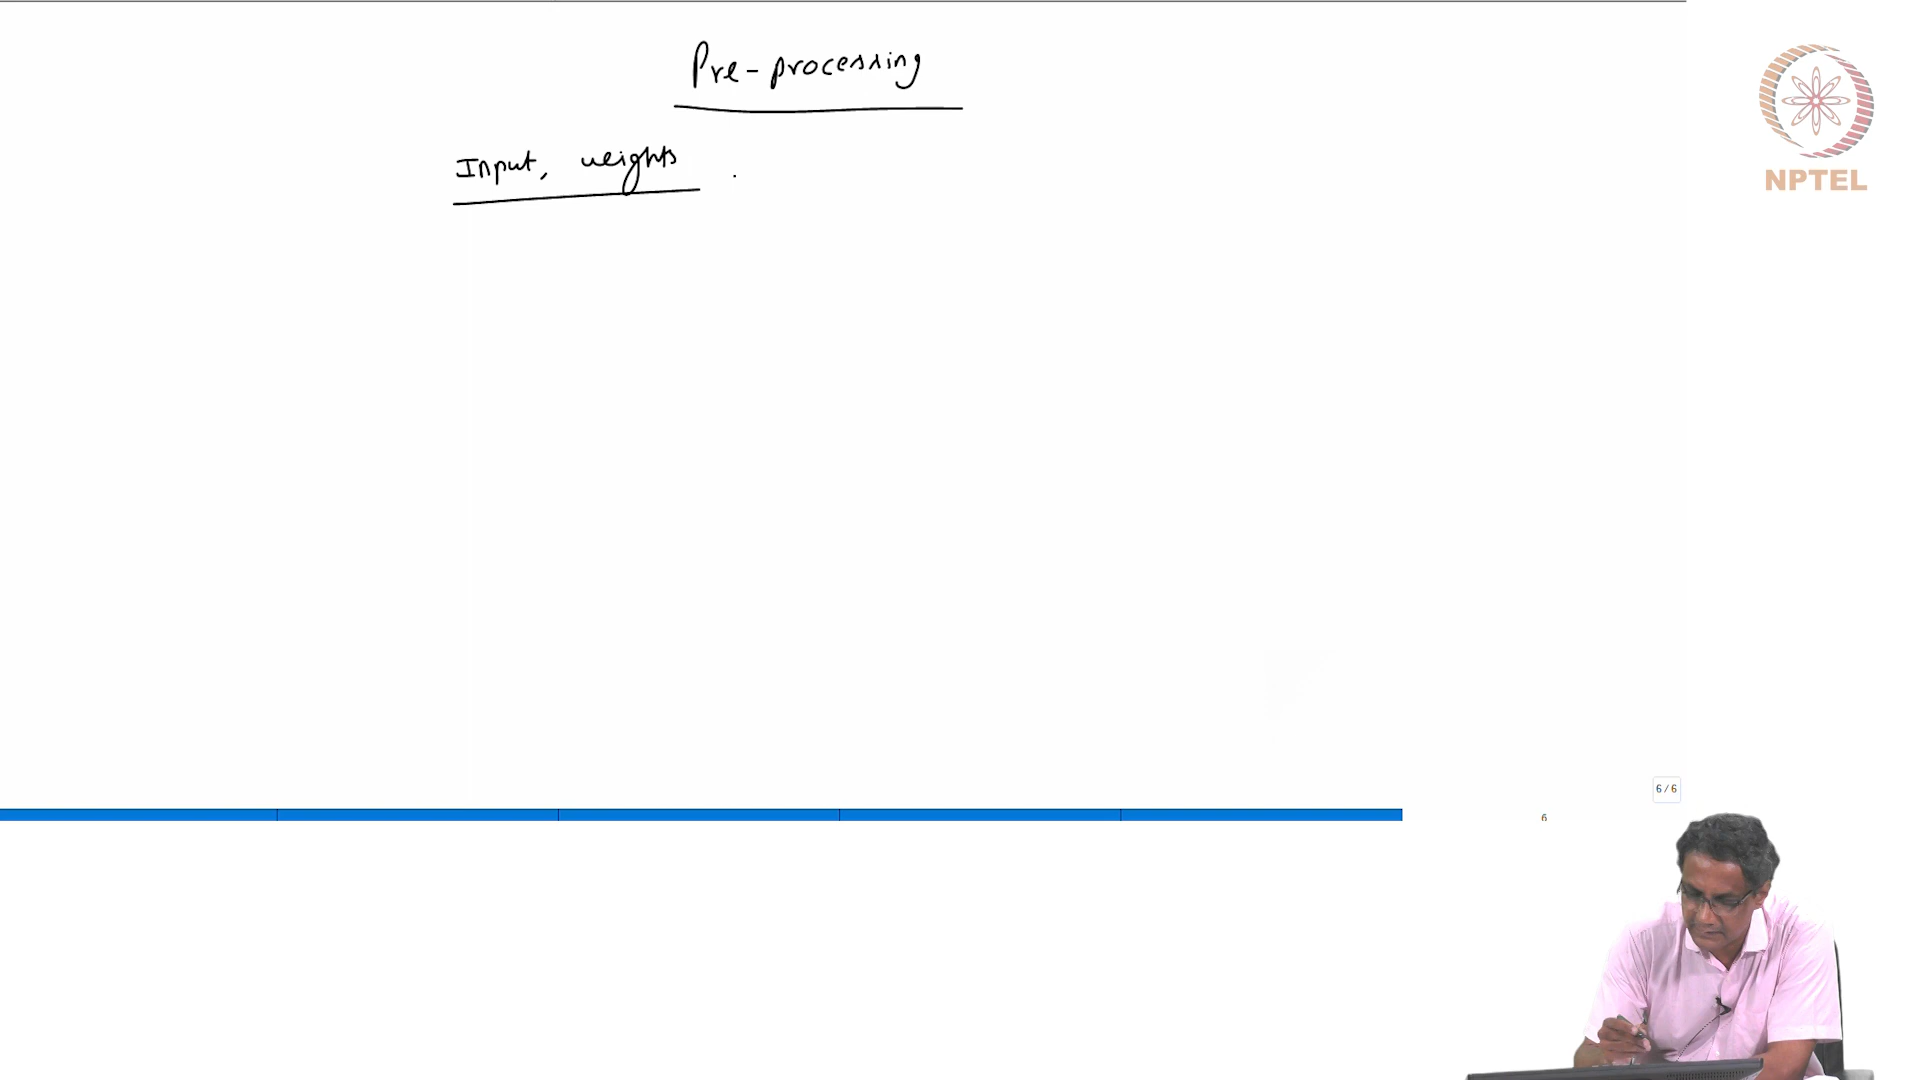 Pre-processing
Input, weights
NPTEL
6 / 6
6